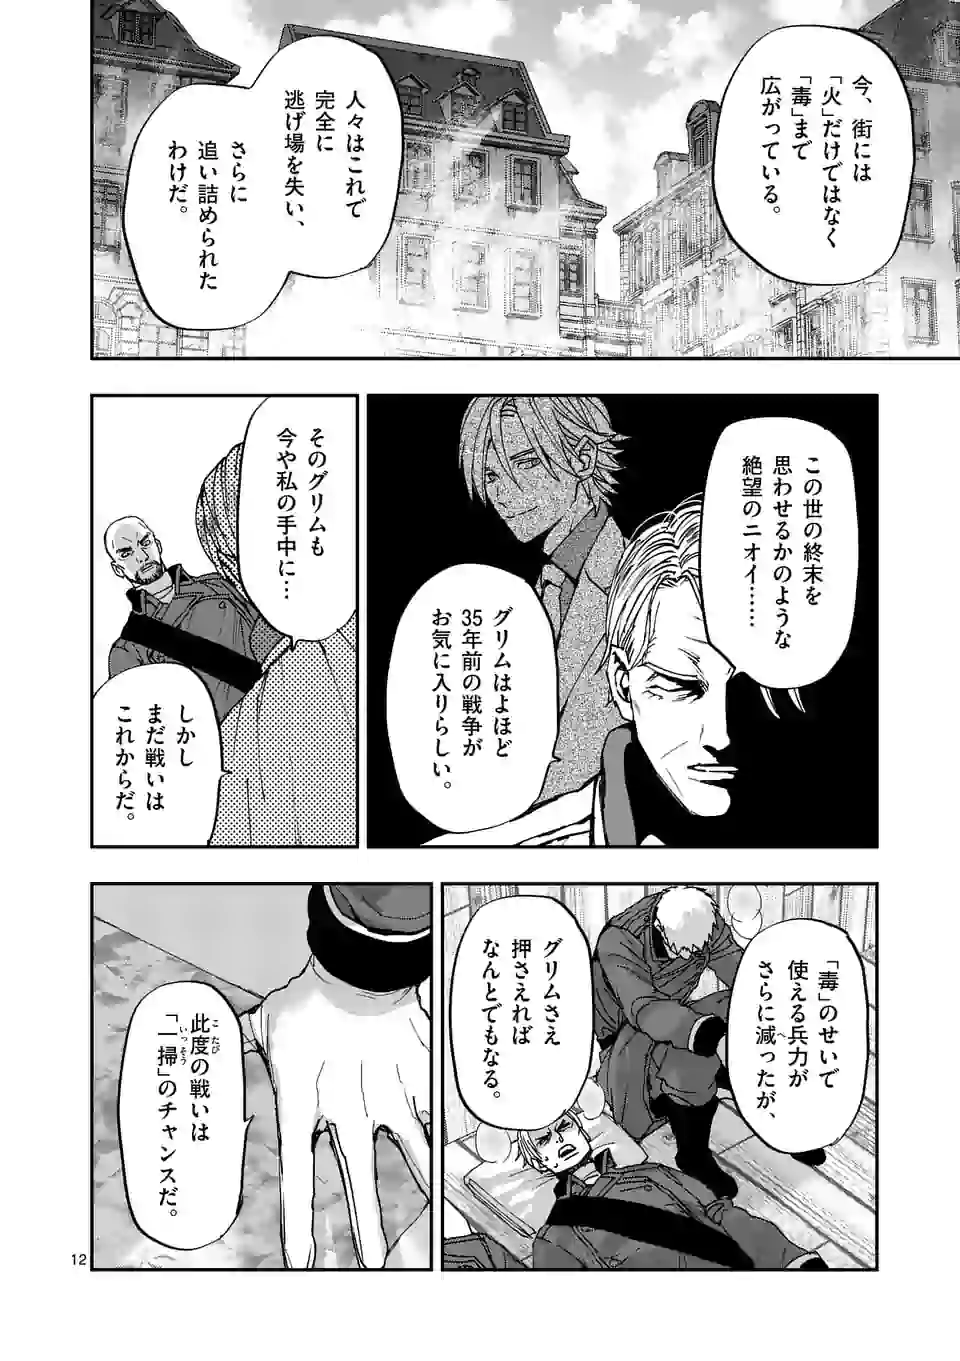 今、街には
「火」だけではなく
「毒」まで
広がっている。
人々はこれで
完全に
逃げ場を失い、
さらに
追い詰められた
わけだ。
この世の終末を
思わせるかのような
絶望のニオイ……
グリムはよほど
35年前の戦争が
お気に入りらしい。
そのグリムも
今や私の手中に…
しかし
まだ戦いは
これからだ。
「毒」のせいで
使える兵力が
さらに減ったが、
グリムさえ
押さえれば
なんとでもなる。
此度の戦いは
「一掃」のチャンスだ。
12